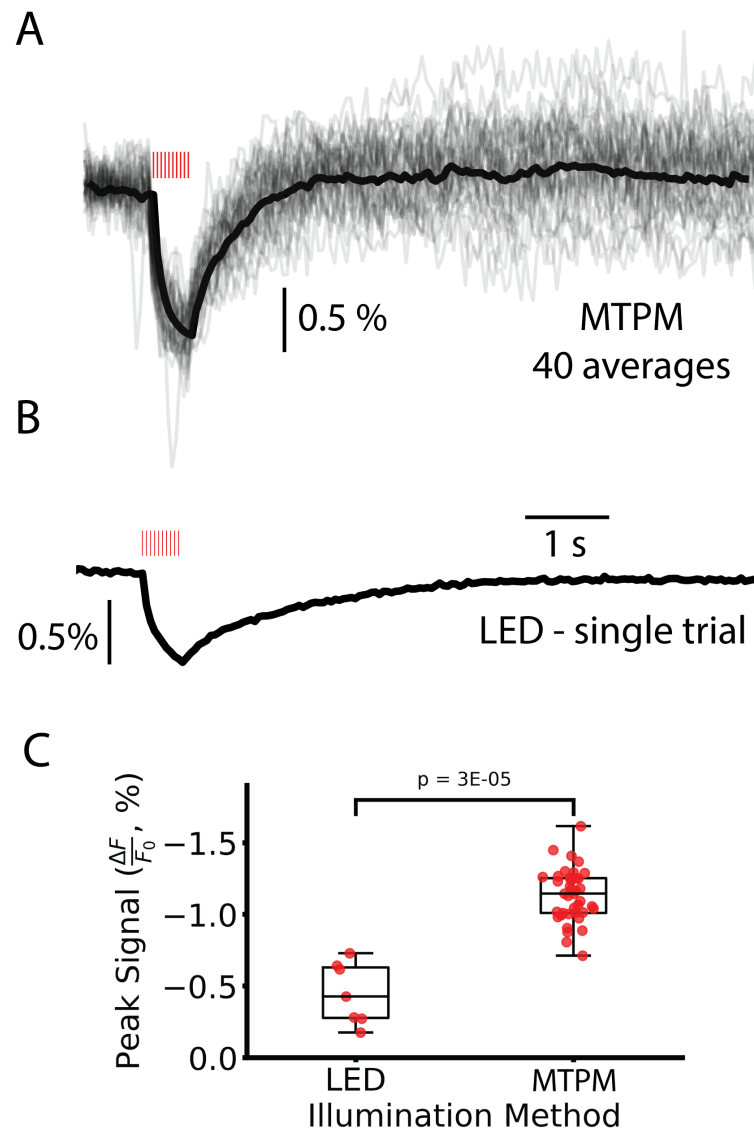 A
0.5 %
MTPM
40 averages
B
1 s
0.5%
LED - single trial
C
p = 3E-05
Peak Signal (ΔF/F₀, %)
−1.5
−1.0
−0.5
0.0
LED
MTPM
Illumination Method